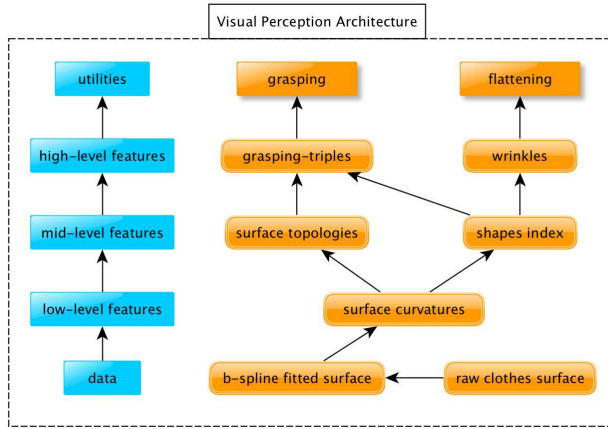 Visual Perception Architecture
utilities
grasping
flattening
high-level features
grasping-triples
wrinkles
mid-level features
surface topologies
shapes index
low-level features
surface curvatures
data
b-spline fitted surface
raw clothes surface